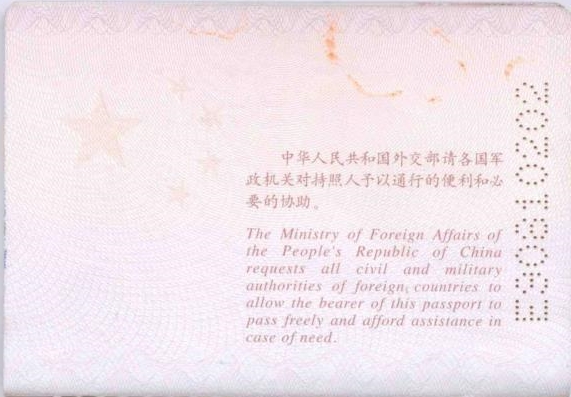 中华人民共和国外交部请各国军
政机关对持照人予以通行的便利和必
要的协助。
The Ministry of Foreign Affairs of
the People's Republic of China
requests all civil and military
authorities of foreign countries to
allow the bearer of this passport to
pass freely and afford assistance in
case of need.